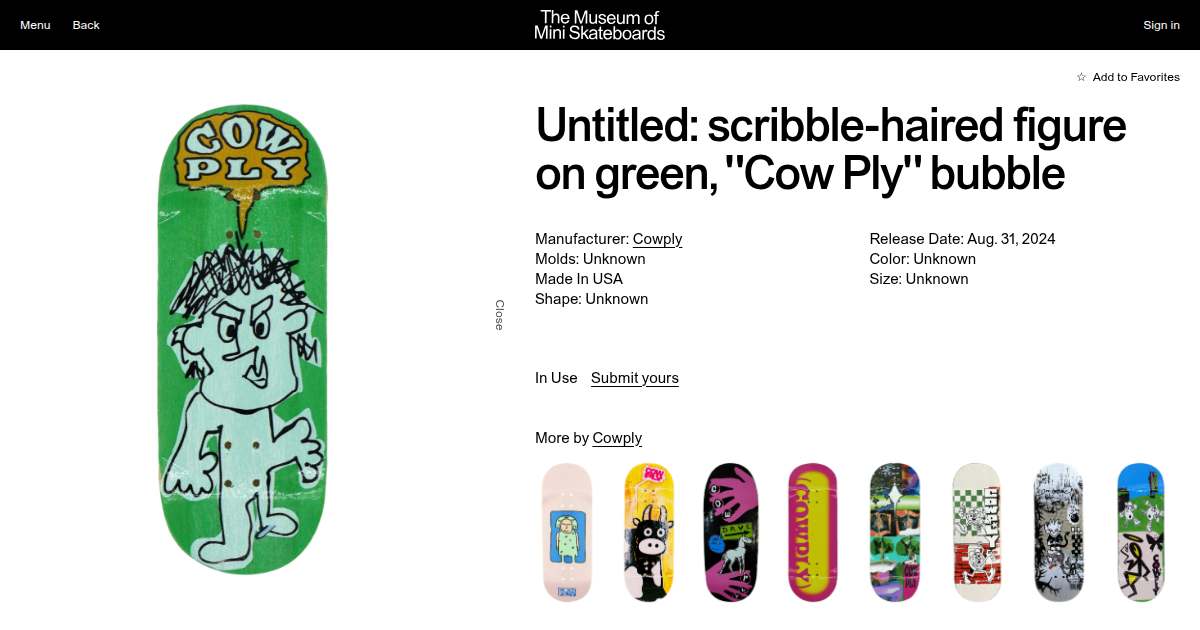 Menu
Back
The Museum of
Mini Skateboards
Sign in
☆ Add to Favorites
COW
PLY
Untitled: scribble-haired figure
on green, "Cow Ply" bubble
Manufacturer: Cowply
Molds: Unknown
Made In USA
Shape: Unknown
Release Date: Aug. 31, 2024
Color: Unknown
Size: Unknown
Close
In Use
Submit yours
More by Cowply
COWPLY